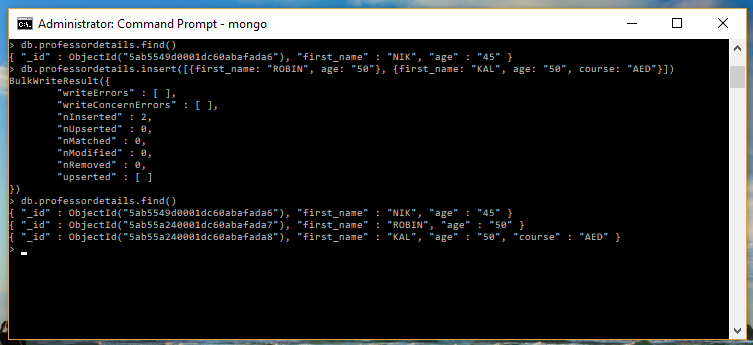 Administrator: Command Prompt - mongo
> db.professordetails.find()
{ "_id" : ObjectId("5ab5549d0001dc60abafada6"), "first_name" : "NIK", "age" : "45" }
> db.professordetails.insert([{first_name: "ROBIN", age: "50"}, {first_name: "KAL", age: "50", course: "AED"}])
BulkWriteResult({
        "writeErrors" : [ ],
        "writeConcernErrors" : [ ],
        "nInserted" : 2,
        "nUpserted" : 0,
        "nMatched" : 0,
        "nModified" : 0,
        "nRemoved" : 0,
        "upserted" : [ ]
})
> db.professordetails.find()
{ "_id" : ObjectId("5ab5549d0001dc60abafada6"), "first_name" : "NIK", "age" : "45" }
{ "_id" : ObjectId("5ab55a240001dc60abafada7"), "first_name" : "ROBIN", "age" : "50" }
{ "_id" : ObjectId("5ab55a240001dc60abafada8"), "first_name" : "KAL", "age" : "50", "course" : "AED" }
>